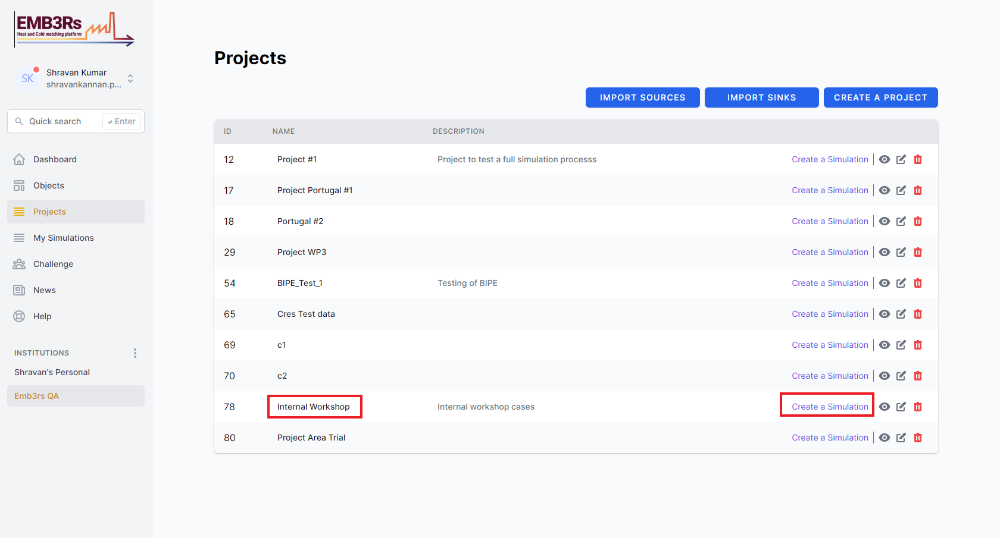 EMB3Rs
Heat and Cold matching platform
SK
Shravan Kumar
shravankannan.p...
Quick search
Enter
Dashboard
Objects
Projects
My Simulations
Challenge
News
Help
INSTITUTIONS
Shravan's Personal
Emb3rs QA
Projects
IMPORT SOURCES IMPORT SINKS CREATE A PROJECT
ID NAME DESCRIPTION
12 Project #1 Project to test a full simulation processs Create a Simulation
17 Project Portugal #1 Create a Simulation
18 Portugal #2 Create a Simulation
29 Project WP3 Create a Simulation
54 BIPE_Test_1 Testing of BIPE Create a Simulation
65 Cres Test data Create a Simulation
69 c1 Create a Simulation
70 c2 Create a Simulation
78 Internal Workshop Internal workshop cases Create a Simulation
80 Project Area Trial Create a Simulation